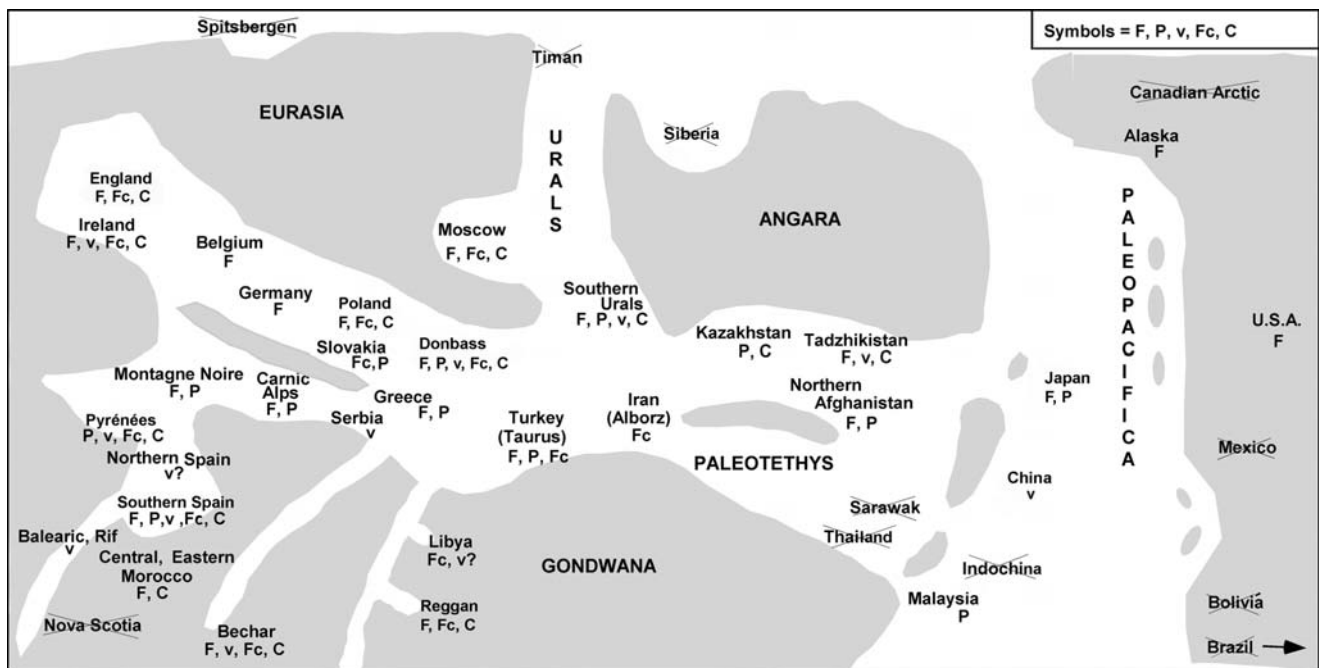 Spitsbergen
Symbols = F, P, v, Fc, C
Timan
Canadian Arctic
EURASIA
Siberia
Alaska
F
URALS
England
F, Fc, C
ANGARA
PALEOPACIFICA
Ireland
F, v, Fc, C
Belgium
F
Moscow
F, Fc, C
Germany
F
Poland
F, Fc, C
Southern
Urals
F, P, v, C
Kazakhstan
P, C
Tadzhikistan
F, v, C
U.S.A.
F
Slovakia
Fc,P
Donbass
F, P, v, Fc, C
Montagne Noire
F, P
Carnic
Alps
F, P
Greece
F, P
Serbia
v
Turkey
(Taurus)
F, P, Fc
Iran
(Alborz)
Fc
Northern
Afghanistan
F, P
Japan
F, P
Pyrénées
P, v, Fc, C
Northern Spain
v?
PALEOTETHYS
Mexico
China
v
Southern Spain
F, P,v ,Fc, C
Sarawak
Thailand
Balearic, Rif
v
Central, Eastern
Morocco
F, C
Libya
Fc, v?
GONDWANA
Indochina
Malaysia
P
Nova Scotia
Bechar
F, v, Fc, C
Reggan
F, Fc, C
Boliviá
Brazil